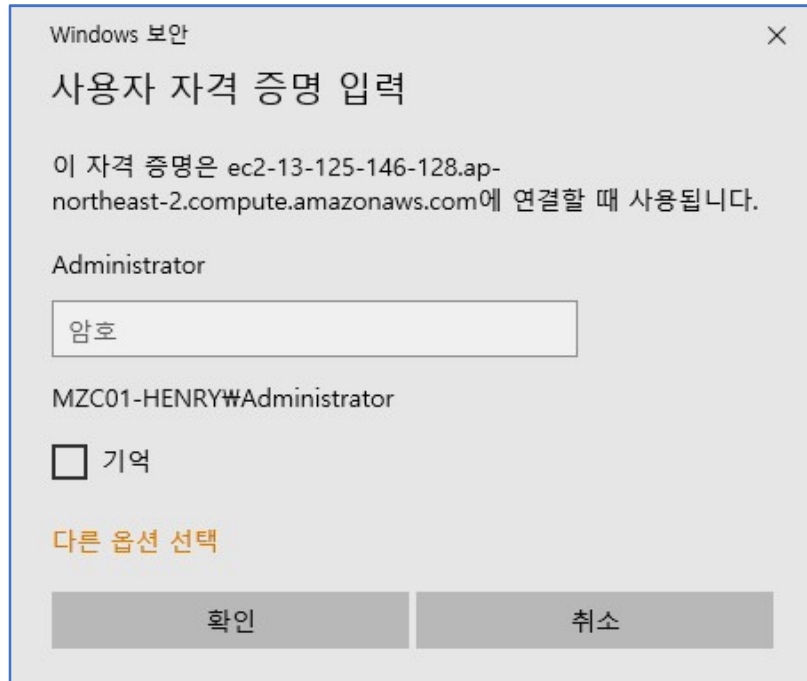 Windows 보안
사용자 자격 증명 입력
이 자격 증명은 ec2-13-125-146-128.ap-
northeast-2.compute.amazonaws.com에 연결할 때 사용됩니다.
Administrator
암호
MZC01-HENRY₩Administrator
기억
다른 옵션 선택
확인
취소